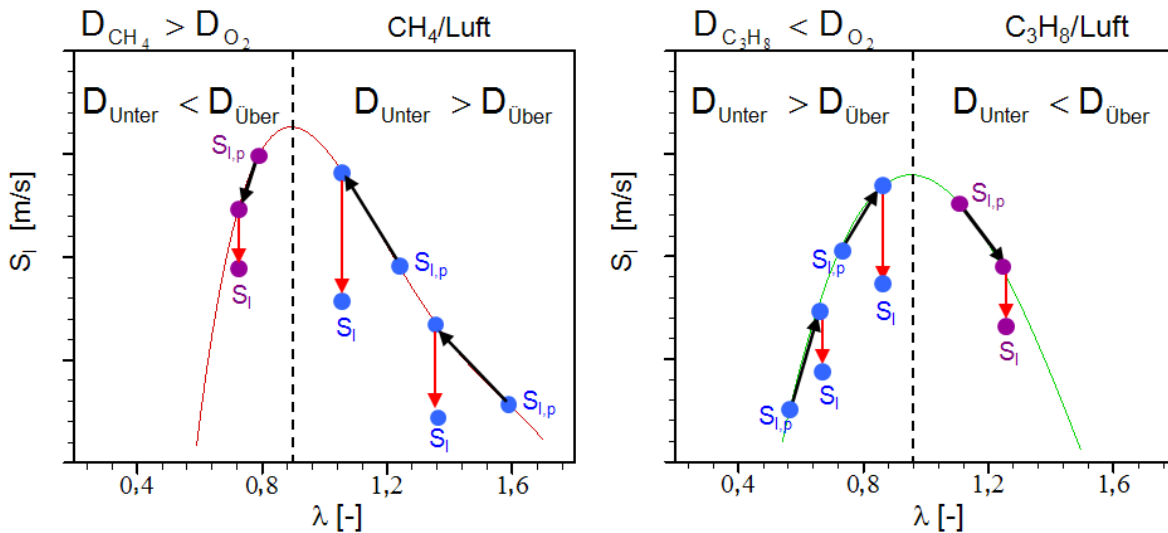 D_CH4 > D_O2 CH4/Luft
D_Unter < D_Über D_Unter > D_Über
S_l,p
S_l,p
S_l
S_l
S_l,p
S_l
S_l [m/s]
0,4 0,8 1,2 1,6
λ [-]
D_C3H8 < D_O2 C3H8/Luft
D_Unter > D_Über D_Unter < D_Über
S_l,p
S_l,p
S_l
S_l
S_l
S_l,p
S_l [m/s]
0,4 0,8 1,2 1,6
λ [-]